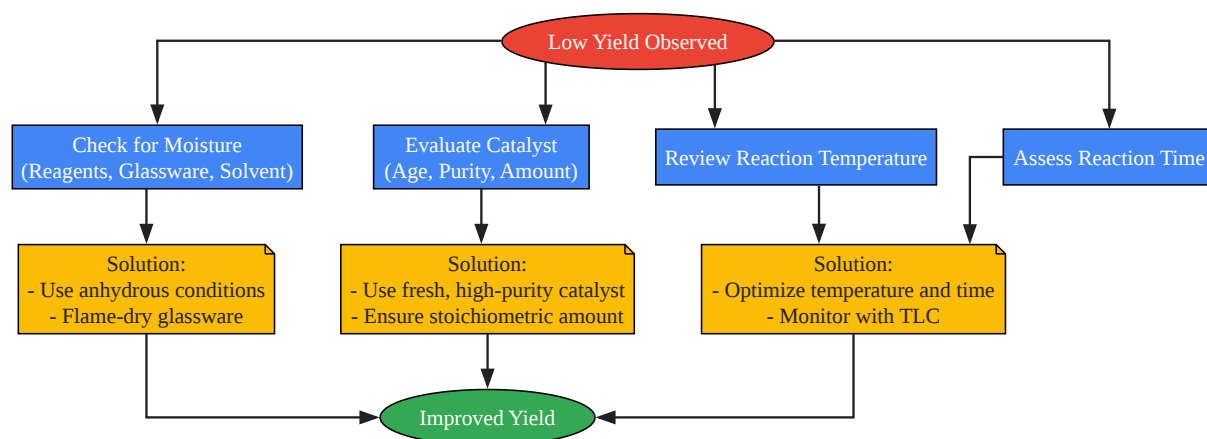 Low Yield Observed
Check for Moisture
(Reagents, Glassware, Solvent)
Evaluate Catalyst
(Age, Purity, Amount)
Review Reaction Temperature
Assess Reaction Time
Solution:
- Use anhydrous conditions
- Flame-dry glassware
Solution:
- Use fresh, high-purity catalyst
- Ensure stoichiometric amount
Solution:
- Optimize temperature and time
- Monitor with TLC
Improved Yield